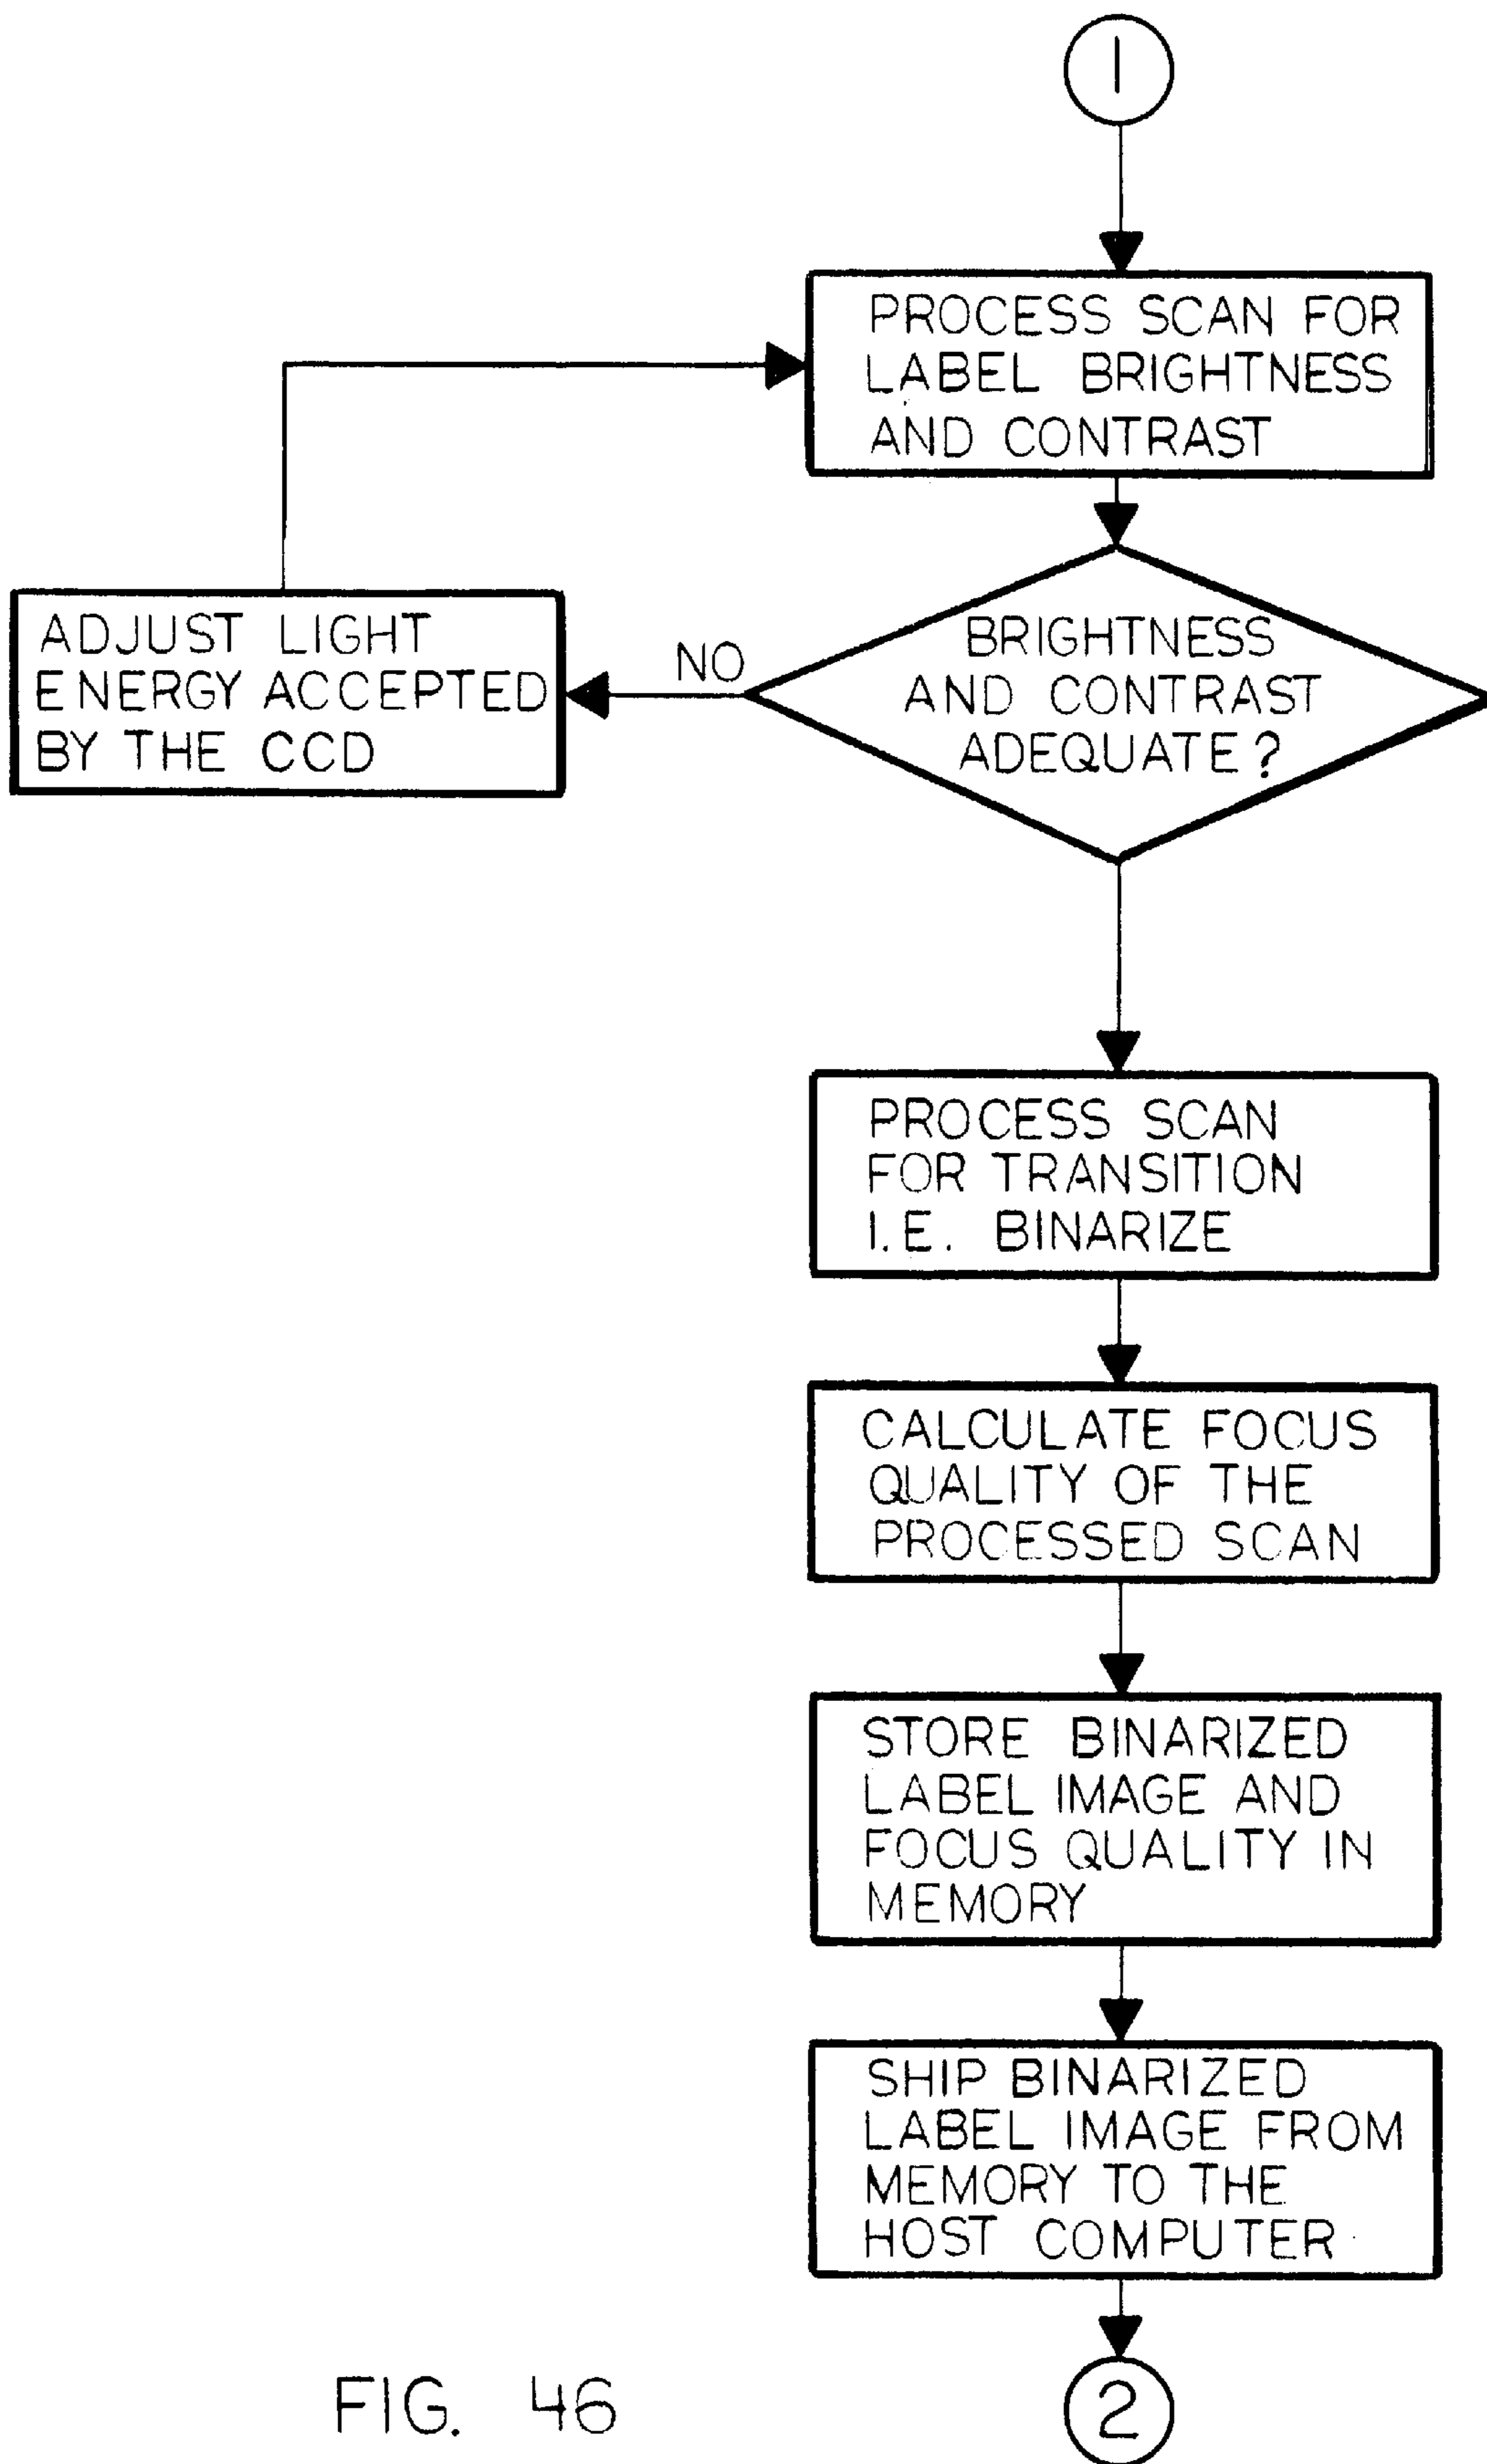 1
PROCESS SCAN FOR
LABEL BRIGHTNESS
AND CONTRAST
BRIGHTNESS
AND CONTRAST
ADEQUATE?
NO
ADJUST LIGHT
ENERGY ACCEPTED
BY THE CCD
PROCESS SCAN
FOR TRANSITION
I.E. BINARIZE
CALCULATE FOCUS
QUALITY OF THE
PROCESSED SCAN
STORE BINARIZED
LABEL IMAGE AND
FOCUS QUALITY IN
MEMORY
SHIP BINARIZED
LABEL IMAGE FROM
MEMORY TO THE
HOST COMPUTER
2
FIG. 46